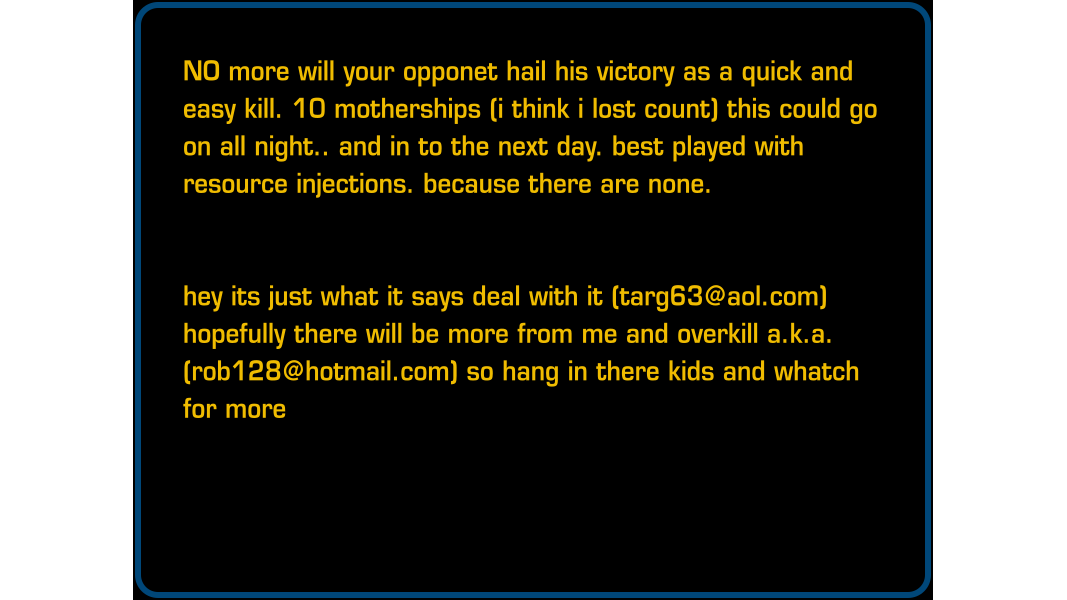 NO more will your opponet hail his victory as a quick and
easy kill. 10 motherships (i think i lost count) this could go
on all night.. and in to the next day. best played with
resource injections. because there are none.
hey its just what it says deal with it (targ63@aol.com)
hopefully there will be more from me and overkill a.k.a.
(rob128@hotmail.com) so hang in there kids and whatch
for more